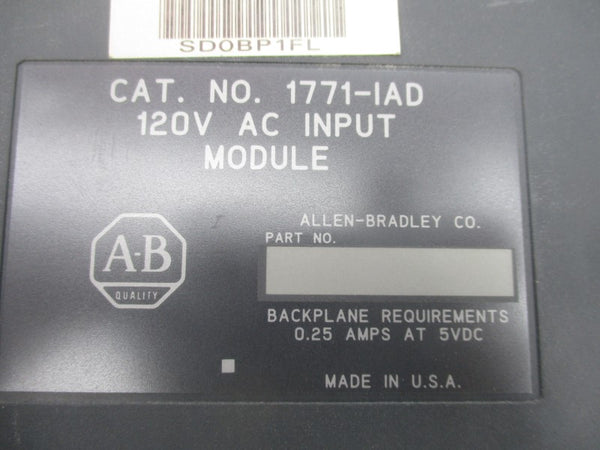 SD0BP1FL
CAT. NO. 1771-IAD
120V AC INPUT
MODULE
ALLEN-BRADLEY CO.
PART NO.
A-B
QUALITY
BACKPLANE REQUIREMENTS
0.25 AMPS AT 5VDC
MADE IN U.S.A.